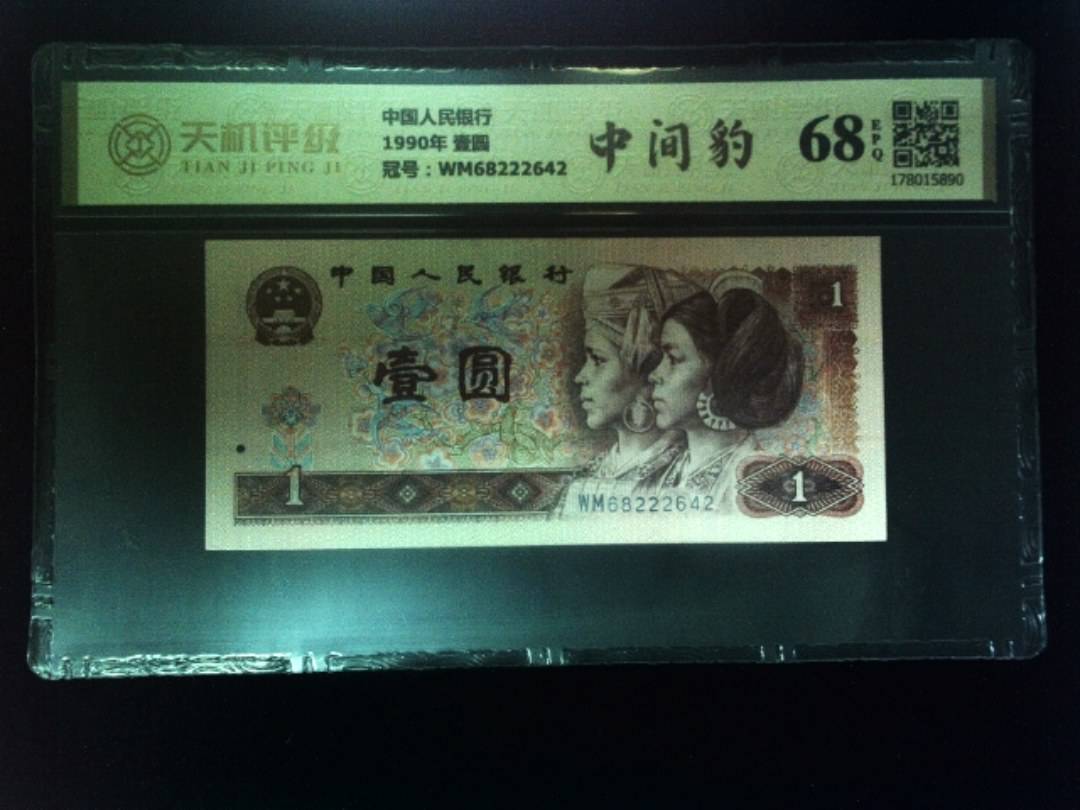 天机评级
TIAN JI PING JI
中国人民银行
1990年 壹圆
冠号：WM68222642
中间豹
68
EPQ
178015890
中国人民银行
1
壹圆
1
WM68222642
1